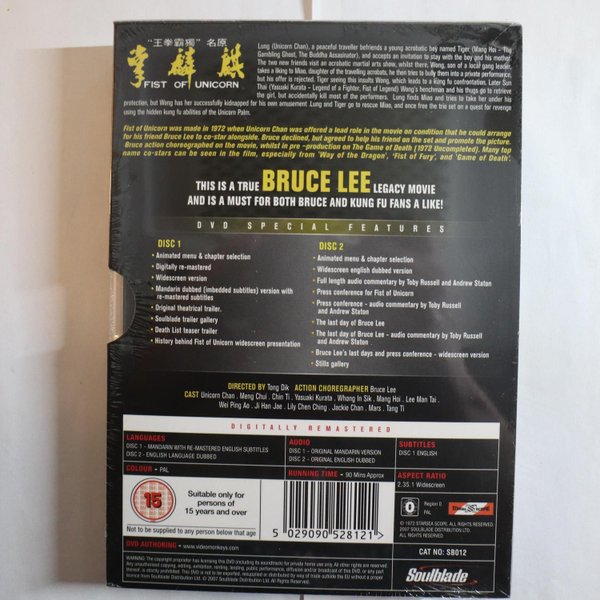 "王拳霸獨" 名原
掌 麟 麒
FIST OF UNICORN
Lung (Unicorn Chan), a peaceful traveller befriends a young acrobatic boy named Tiger (Mang Hoi - The
Gambling Ghost, The Buddha Assasinator), and accepts an invitation to stay with the boy and his mother.
The two new friends visit an acrobatic martial arts show, whilst there, Wong, son of a local gang leader,
takes a liking to Miao, daughter of the travelling acrobats, he then tries to bully them into a private performance,
but his offer is rejected. Tiger seeing this insults Wong, which leads to a Kung fu confrontation. Later Sun
Thai (Yasuaki Kurata - Legend of a Fighter, Fist of Legend) Wong's benchman and his thugs go to retrieve
the girl, but accidentally kill most of the performers. Lung finds Miao and tries to take her under his
protection, but Wong has her successfully kidnapped for his own amusement. Lung and Tiger go to rescue Miao, and once free the trio set on a quest for revenge
using the hidden kung fu abilities of the Unicorn Palm.
Fist of Unicorn was made in 1972 when Unicorn Chan was offered a lead role in the movie on condition that he could arrange
for his friend Bruce Lee to co-star alongside. Bruce declined, but agreed to help his friend on the set and promote the picture.
Bruce action choreographed on the movie, whilst in pre -production on The Game of Death (1972 Uncompleted). Many top
name co-stars can be seen in the film, especially from 'Way of the Dragon', 'Fist of Fury', and 'Game of Death'.
THIS IS A TRUE BRUCE LEE LEGACY MOVIE
AND IS A MUST FOR BOTH BRUCE AND KUNG FU FANS A LIKE!
DVD SPECIAL FEATURES
DISC 1
• Animated menu & chapter selection
• Digitally re-mastered
• Widescreen version
• Mandarin dubbed (imbedded subtitles) version with
re-mastered subtitles
• Original theatrical trailer.
• Soulblade trailer gallery
• Death List teaser trailer
• History behind Fist of Unicorn widescreen presentation
DISC 2
• Animated menu & chapter selection
• Widescreen english dubbed version
• Full length audio commentary by Toby Russell and Andrew Staton
• Press conference for Fist of Unicorn
• Press conference - audio commentary by Toby Russell
and Andrew Staton
• The last day of Bruce Lee
• The last day of Bruce Lee - audio commentary by Toby Russell
and Andrew Staton
• Bruce Lee's last days and press conference - widescreen version
• Stills gallery
DIRECTED BY Tong Dik ACTION CHOREGRAPHER Bruce Lee
CAST Unicorn Chan . Meng Chui . Chin Ti . Yasuaki Kurata . Whong In Sik . Mang Hoi . Lee Man Tai .
Wei Ping Ao . Ji Han Jae . Lily Chen Ching . Jackie Chan . Mars . Tang Ti
DIGITALLY REMASTERED
LANGUAGES
DISC 1 - MANDARIN WITH RE-MASTERED ENGLISH SUBTITLES
DISC 2 - ENGLISH LANGUAGE DUBBED
AUDIO
DISC 1 - ORIGINAL MANDARIN VERSION
DISC 2 - ORIGINAL ENGLISH DUBBED
SUBTITLES
DISC 1 ENGLISH
COLOUR - PAL
RUNNING TIME - 90 Mins Approx
ASPECT RATIO
2.35.1 Widescreen
15
Suitable only for
persons of
15 years and over
Not to be supplied to any person below that age
5 029090 528121 >
0
Region 0
PAL
© 1972 STARSEA SCOPE. ALL RIGHTS RESERVED.
2007 SOULBLADE DISTRIBUTION LTD.
ALL RIGHTS RESERVED.
DVD AUTHORING - www.videomonkeys.com
CAT NO: SB012
Soulblade